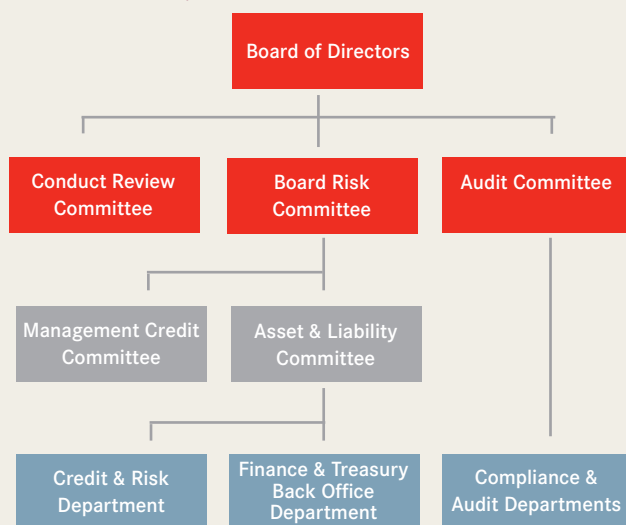 Board of Directors
Conduct Review
Committee
Board Risk
Committee
Audit Committee
Management Credit
Committee
Asset & Liability
Committee
Credit & Risk
Department
Finance & Treasury
Back Office
Department
Compliance &
Audit Departments